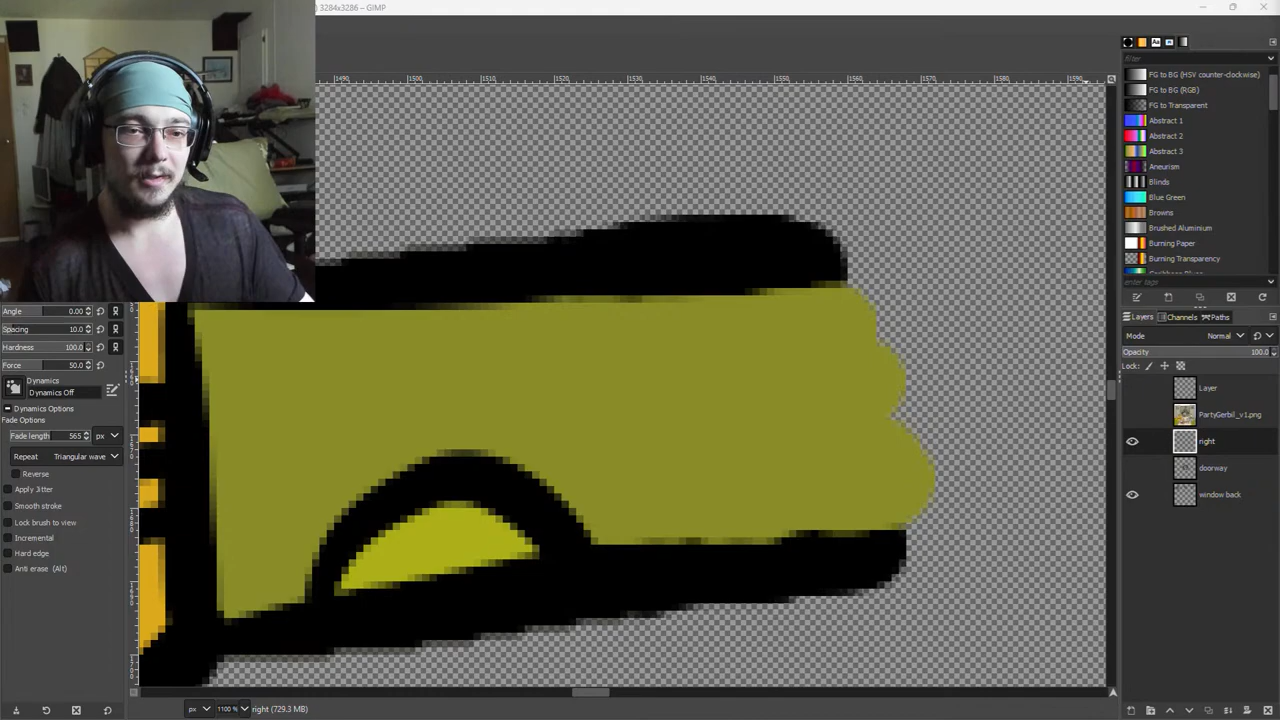 ) 3284x3286 – GIMP
1490
1500
1510
1520
1530
1540
1550
1560
1570
1580
1590
Aa
filter
FG to BG (HSV counter-clockwise)
FG to BG (RGB)
FG to Transparent
Abstract 1
Abstract 2
Abstract 3
Aneurism
Blinds
Blue Green
Browns
Brushed Aluminium
Burning Paper
Burning Transparency
enter tags
Layers Channels Paths
Mode Normal
Opacity 100.0
Lock:
Layer
PartyGerbil_v1.png
right
doorway
window back
Angle 0.00
Spacing 10.0
Hardness 100.0
Force 50.0
Dynamics
Dynamics Off
Dynamics Options
Fade Options
Fade length 565 px
Repeat Triangular wave
Reverse
Apply Jitter
Smooth stroke
Lock brush to view
Incremental
Hard edge
Anti erase (Alt)
px 1100 % right (729.3 MB)